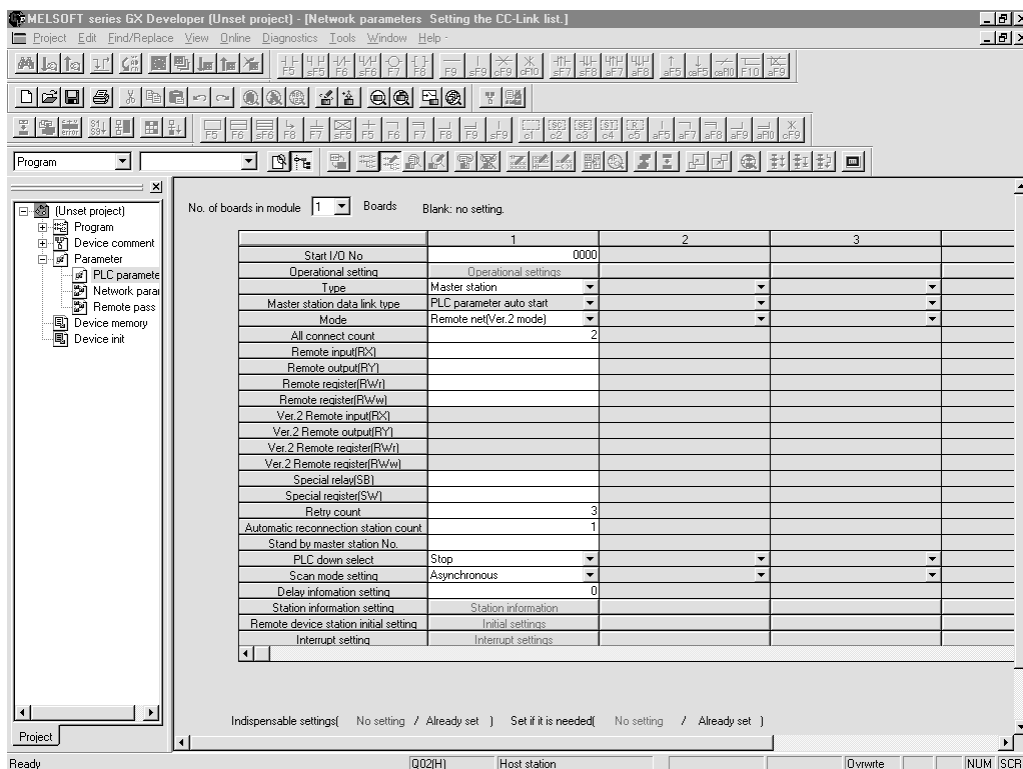 MELSOFT series GX Developer (Unset project) - [Network parameters  Setting the CC-Link list.]
Project Edit Find/Replace View Online Diagnostics Tools Window Help
Program
No. of boards in module 1 Boards Blank: no setting.
(Unset project)
Program
Device comment
Parameter
PLC paramete
Network parar
Remote pass
Device memory
Device init
Project
1 2 3
Start I/O No 0000
Operational setting Operational settings
Type Master station
Master station data link type PLC parameter auto start
Mode Remote net(Ver.2 mode)
All connect count 2
Remote input(RX)
Remote output(RY)
Remote register(RWr)
Remote register(RWw)
Ver.2 Remote input(RX)
Ver.2 Remote output(RY)
Ver.2 Remote register(RWr)
Ver.2 Remote register(RWw)
Special relay(SB)
Special register(SW)
Retry count 3
Automatic reconnection station count 1
Stand by master station No.
PLC down select Stop
Scan mode setting Asynchronous
Delay infomation setting 0
Station information setting Station information
Remote device station initial setting Initial settings
Interrupt setting Interrupt settings
Indispensable settings( No setting / Already set ) Set if it is needed( No setting / Already set )
Ready Q02(H) Host station Ovrwrte NUM SCR